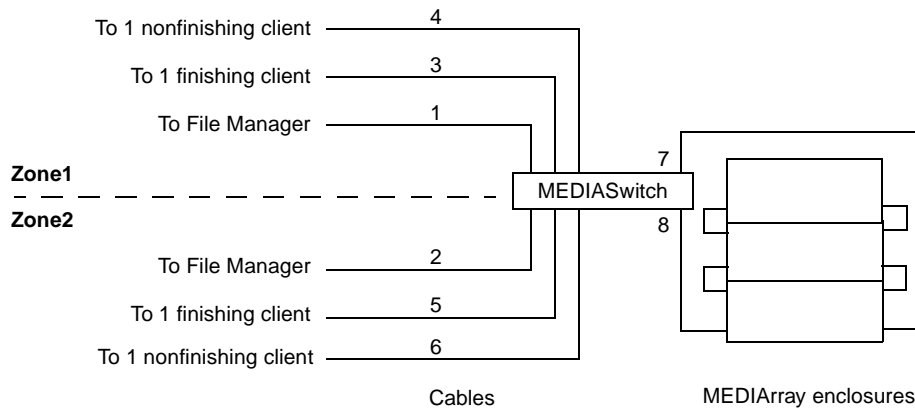 To 1 nonfinishing client 4
To 1 finishing client 3
To File Manager 1
Zone1
MEDIASwitch 7
Zone2
8
To File Manager 2
To 1 finishing client 5
To 1 nonfinishing client 6
Cables
MEDIArray enclosures